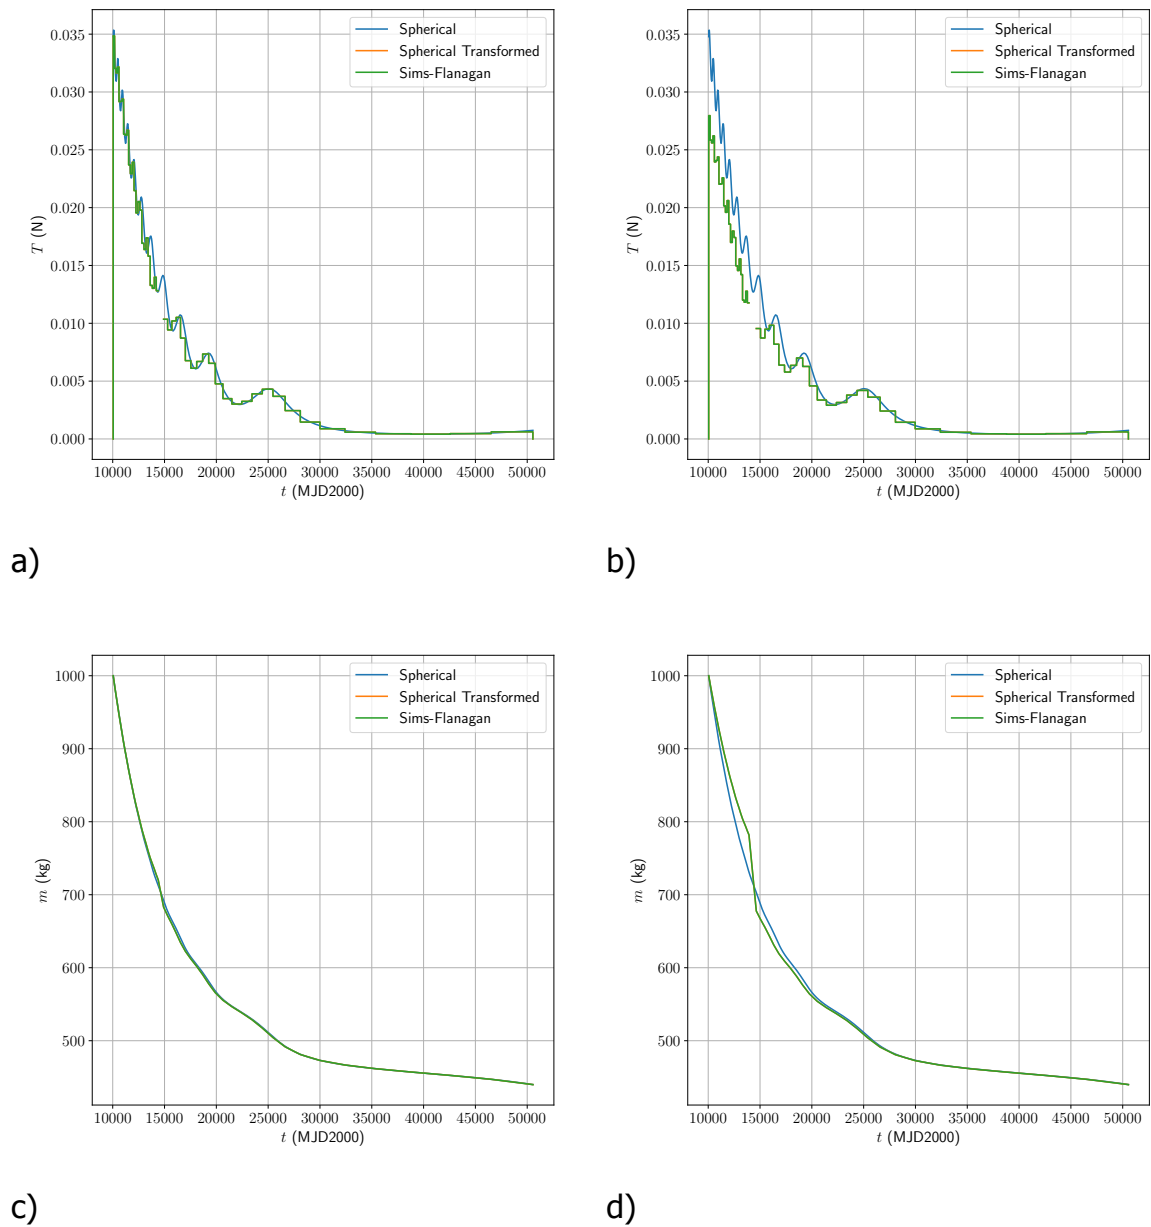 Spherical
Spherical Transformed
Sims-Flanagan
0.035
0.030
0.025
0.020
0.015
0.010
0.005
0.000
T (N)
10000 15000 20000 25000 30000 35000 40000 45000 50000
t (MJD2000)
a)
Spherical
Spherical Transformed
Sims-Flanagan
0.035
0.030
0.025
0.020
0.015
0.010
0.005
0.000
T (N)
10000 15000 20000 25000 30000 35000 40000 45000 50000
t (MJD2000)
b)
Spherical
Spherical Transformed
Sims-Flanagan
1000
900
800
700
600
500
m (kg)
10000 15000 20000 25000 30000 35000 40000 45000 50000
t (MJD2000)
c)
Spherical
Spherical Transformed
Sims-Flanagan
1000
900
800
700
600
500
m (kg)
10000 15000 20000 25000 30000 35000 40000 45000 50000
t (MJD2000)
d)